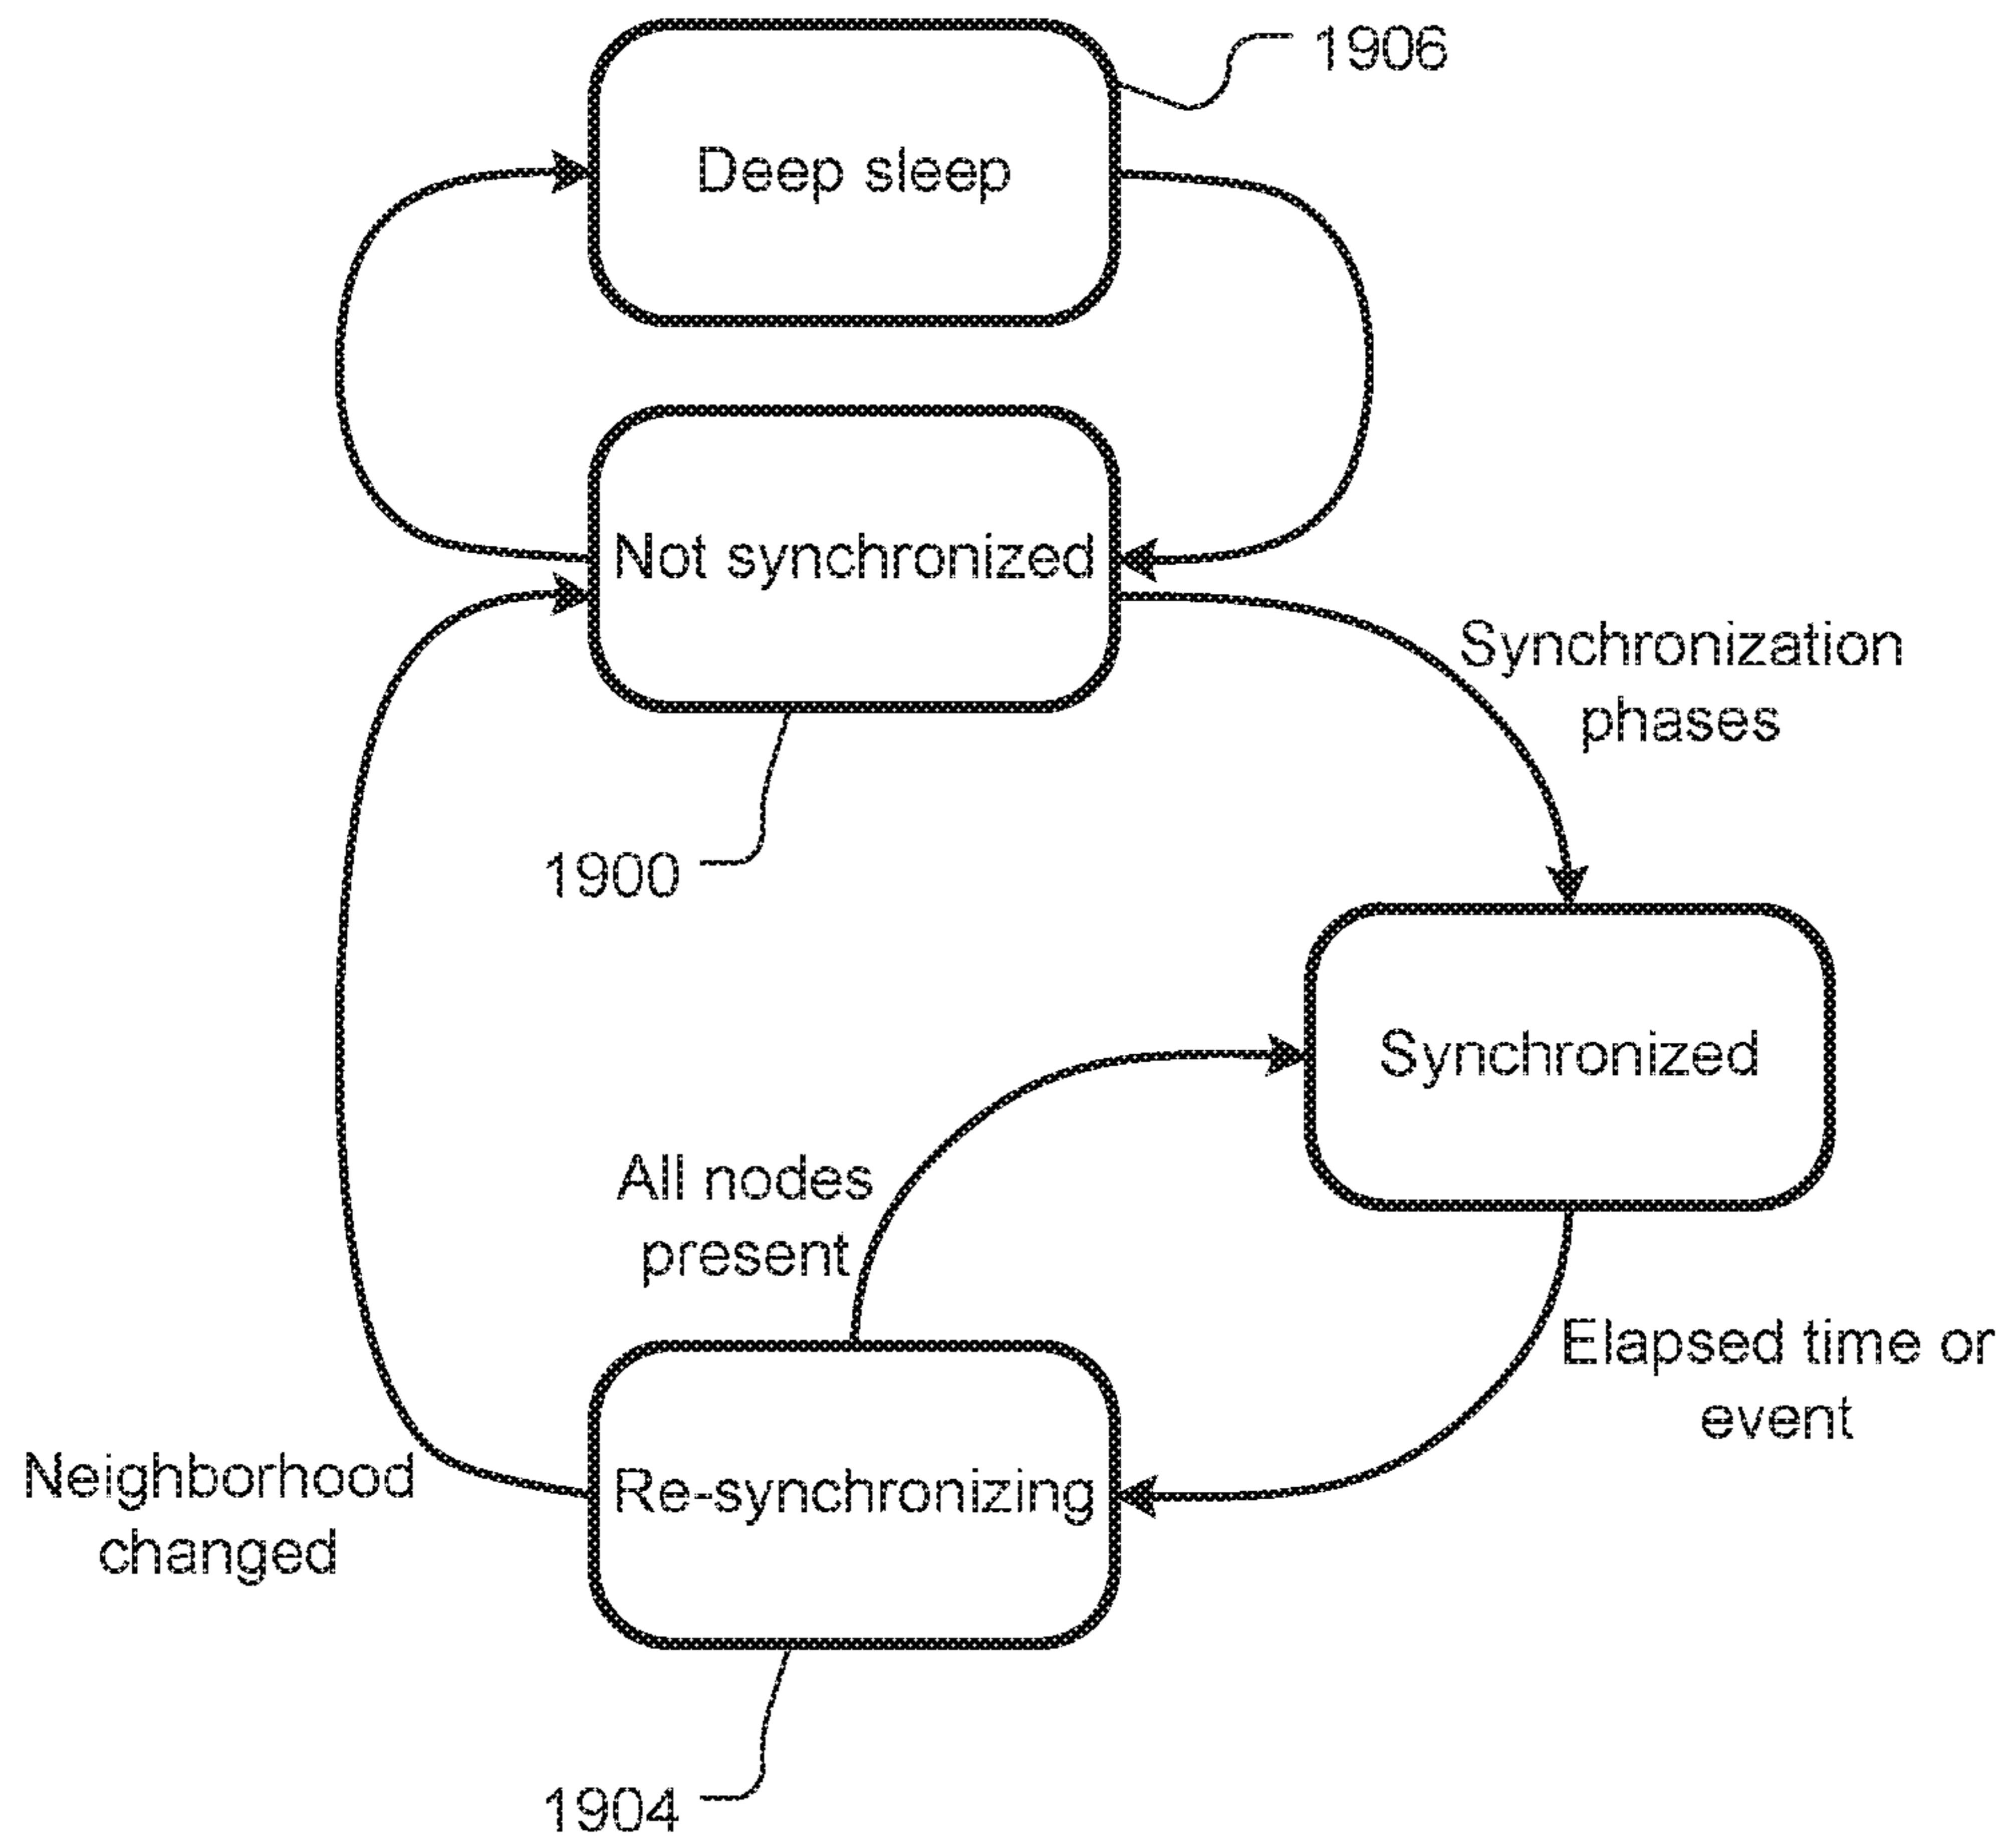 1906
Deep sleep
Not synchronized
Synchronization
phases
1900
Synchronized
All nodes
present
Elapsed time or
event
Neighborhood
changed
Re-synchronizing
1904